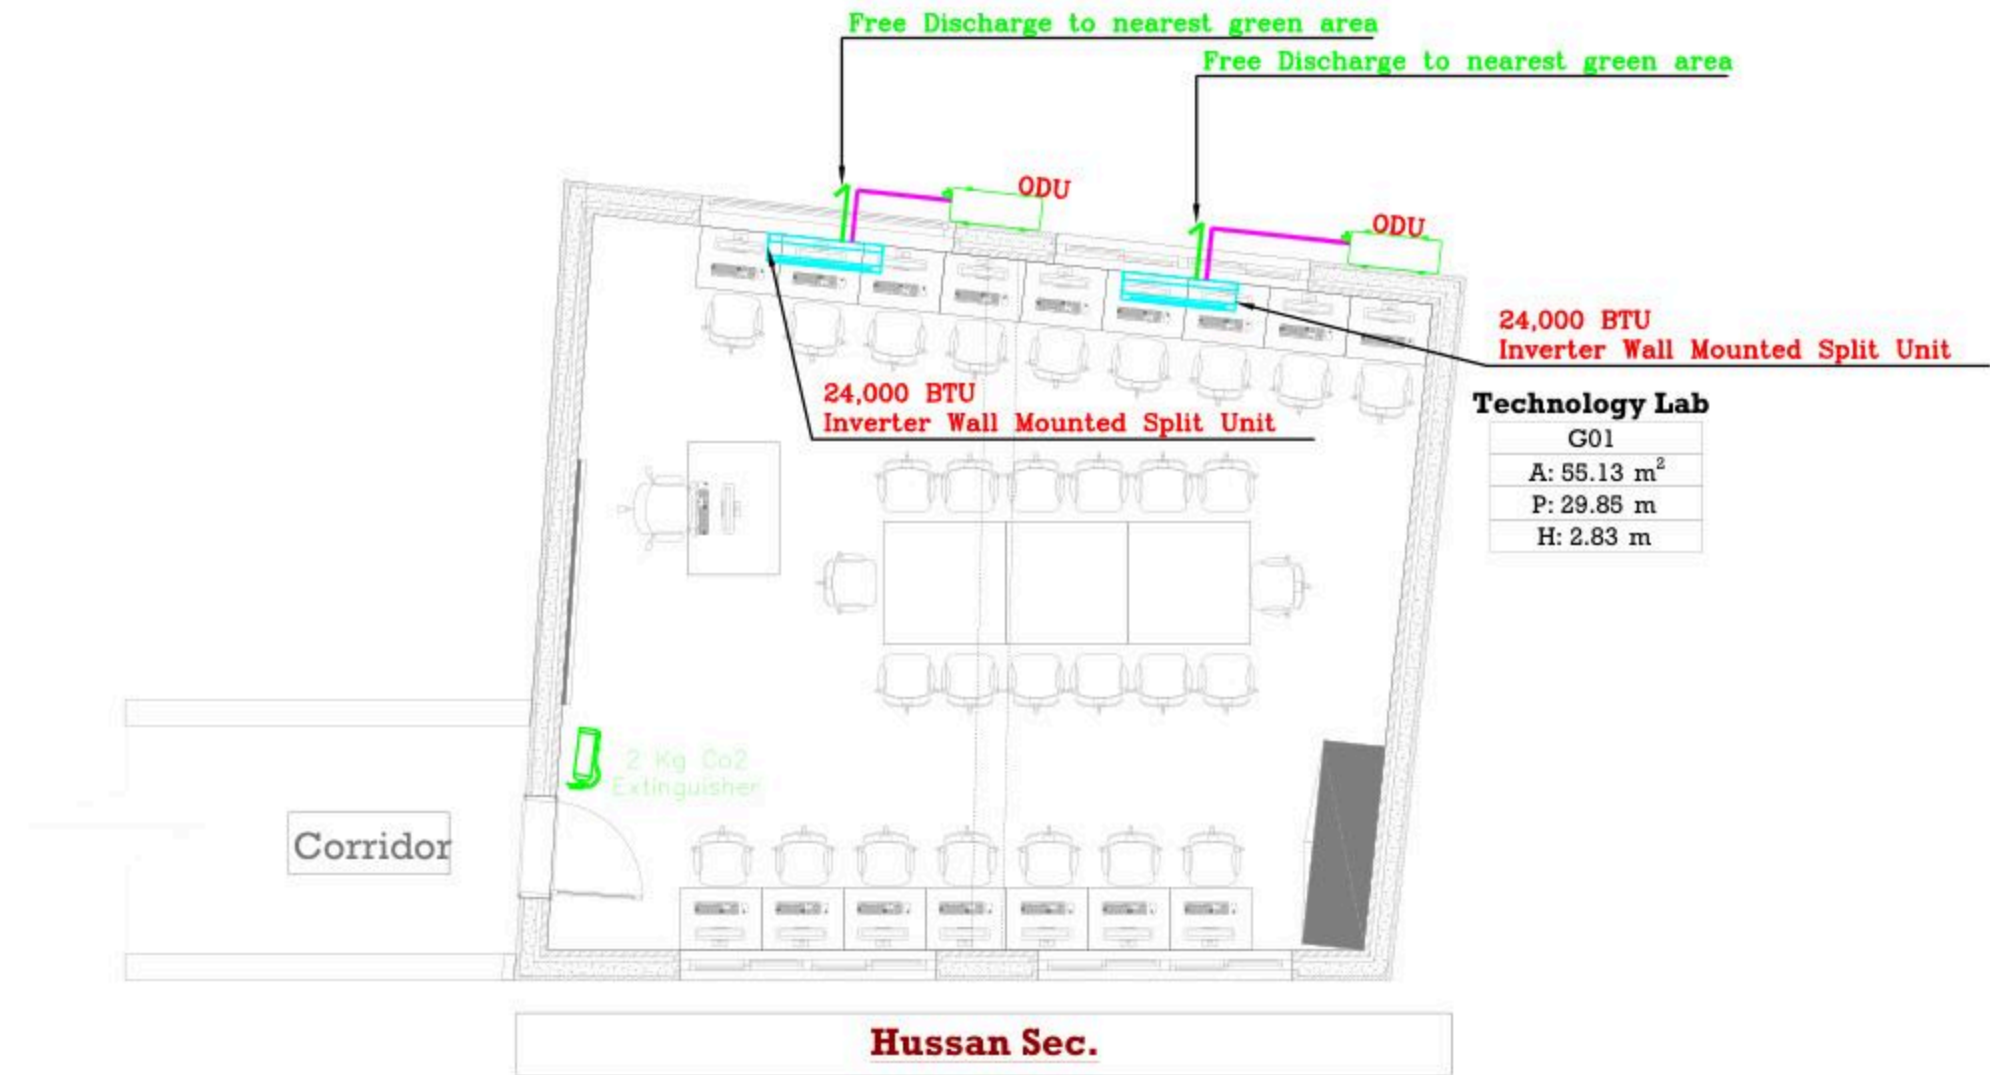 Free Discharge to nearest green area
Free Discharge to nearest green area
ODU
ODU
24,000 BTU
Inverter Wall Mounted Split Unit
24,000 BTU
Inverter Wall Mounted Split Unit
Technology Lab
G01
A: 55.13 m²
P: 29.85 m
H: 2.83 m
2 Kg Co2
Extinguisher
Corridor
Hussan Sec.